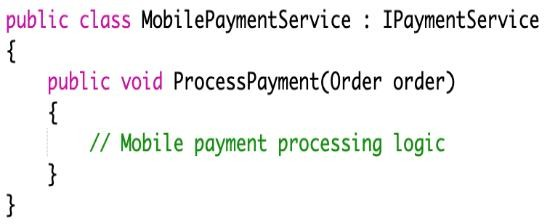 public class MobilePaymentService : IPaymentService
{
    public void ProcessPayment(Order order)
    {
        // Mobile payment processing logic
    }
}